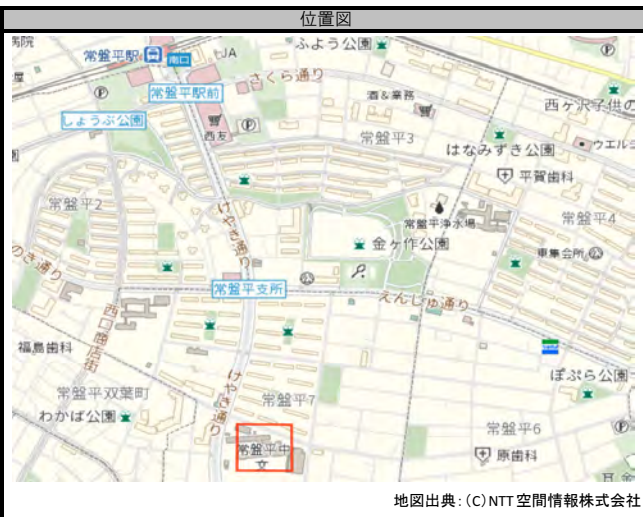 位置図
病院
常盤平駅
南口
JA
ふよう公園
さくら通り
常盤平駅前
酒&業務
西ヶ沢子供の
しょうぶ公園
西友
常盤平3
はなみずき公園
ウエルシ
平賀歯科
常盤平2
けやき通り
常盤平浄水場
常盤平4
金ヶ作公園
東集会所
のき通り
常盤平支所
えんじゅ通り
西口商店街
福島歯科
ぽぷら公園
常盤平双葉町
けやき通り
常盤平7
わかば公園
常盤平6
常盤平中
原歯科
地図出典:(C)NTT空間情報株式会社